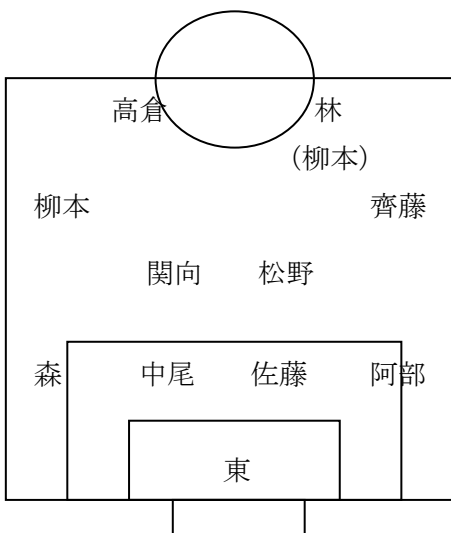 高倉 林
（柳本）
柳本 齊藤
関向 松野
森 中尾 佐藤 阿部
東